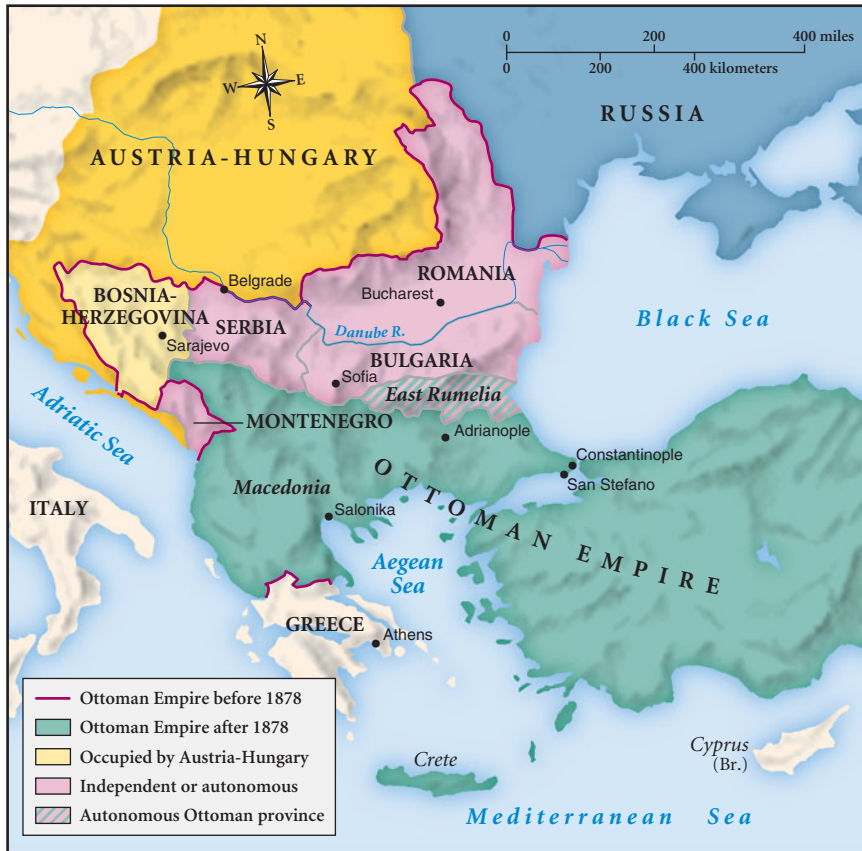 N
W E
S
0 200 400 miles
0 200 400 kilometers
RUSSIA
AUSTRIA-HUNGARY
Belgrade
ROMANIA
Bucharest
BOSNIA-
HERZEGOVINA
SERBIA
Sarajevo
Danube R.
Black Sea
BULGARIA
Sofia
East Rumelia
Adriatic Sea
MONTENEGRO
Adrianople
Constantinople
San Stefano
OTTOMAN EMPIRE
Macedonia
ITALY
Salonika
Aegean
Sea
GREECE
Athens
Ottoman Empire before 1878
Ottoman Empire after 1878
Occupied by Austria-Hungary
Independent or autonomous
Autonomous Ottoman province
Crete
Cyprus
(Br.)
Mediterranean Sea